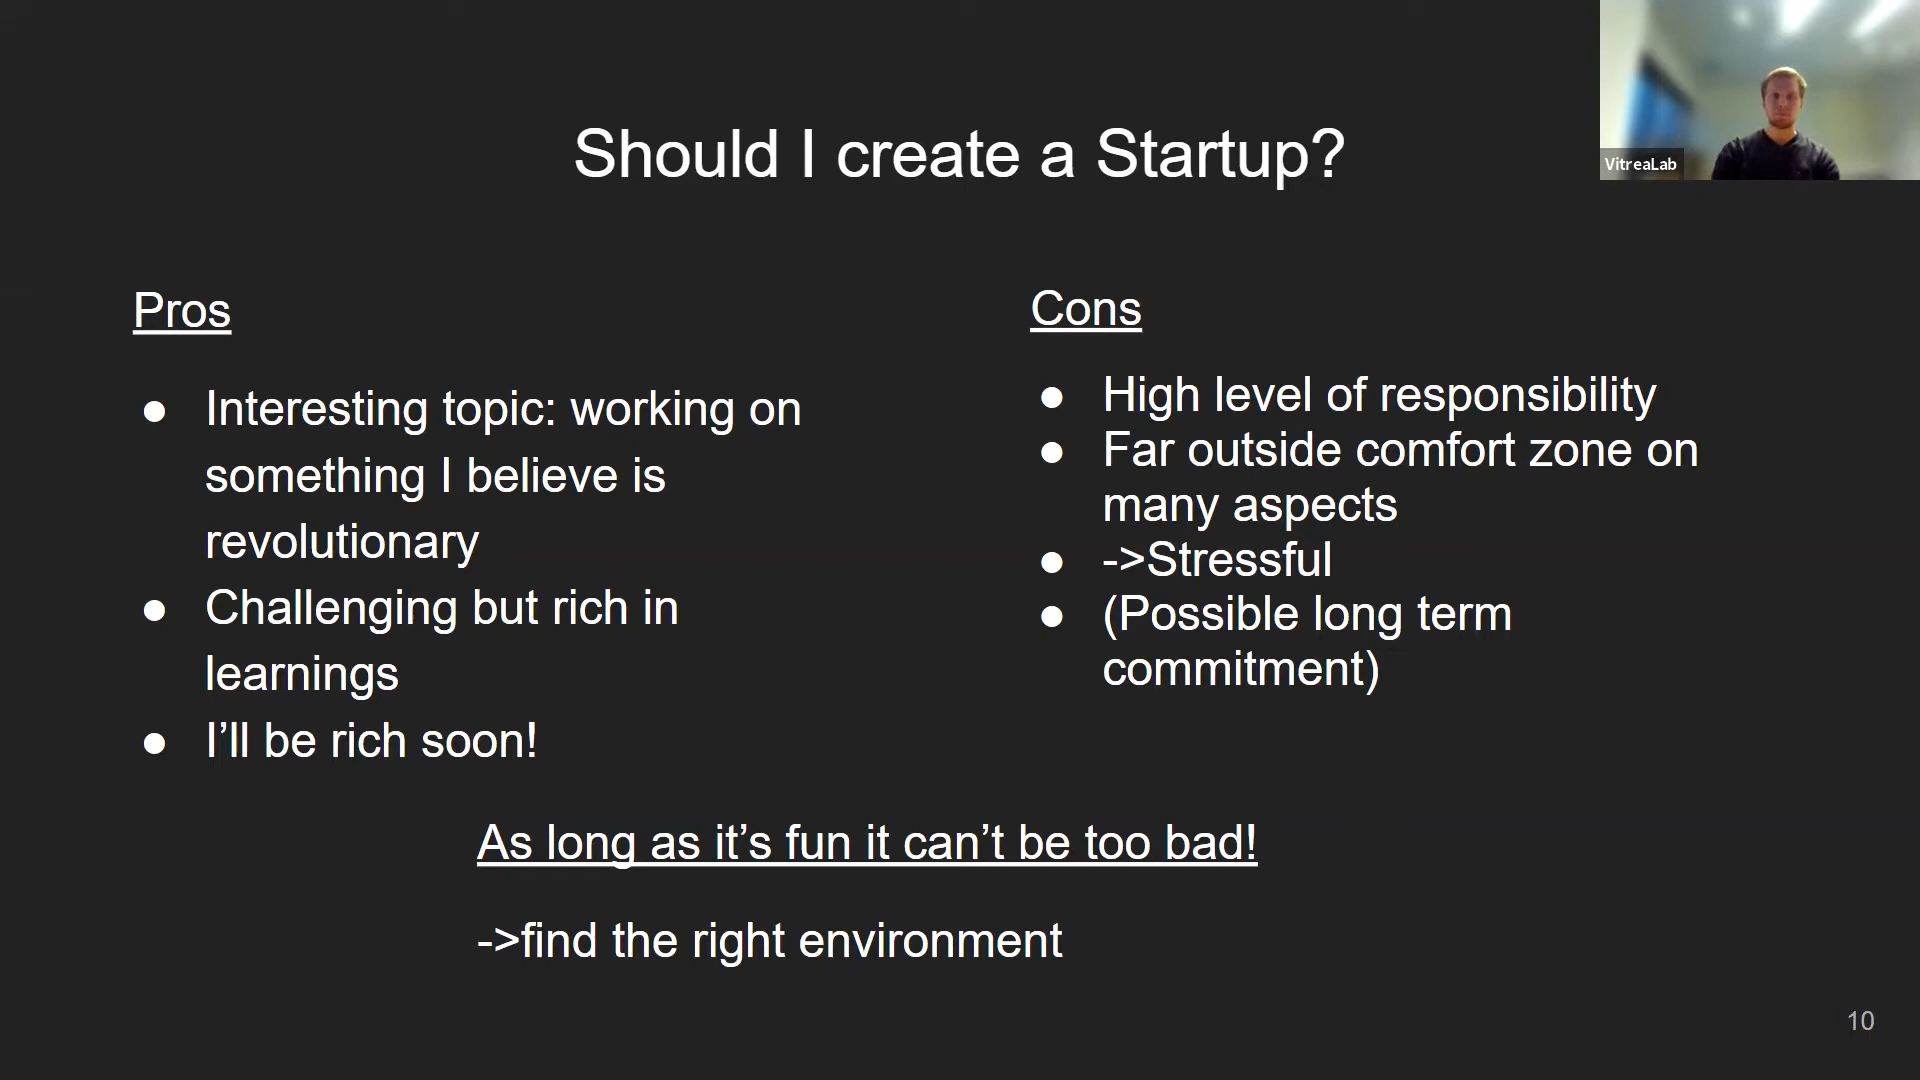 Should I create a Startup?
VitreaLab
Pros
● Interesting topic: working on
something I believe is
revolutionary
● Challenging but rich in
learnings
● I’ll be rich soon!
Cons
● High level of responsibility
● Far outside comfort zone on
many aspects
● ->Stressful
● (Possible long term
commitment)
As long as it’s fun it can’t be too bad!
->find the right environment
10